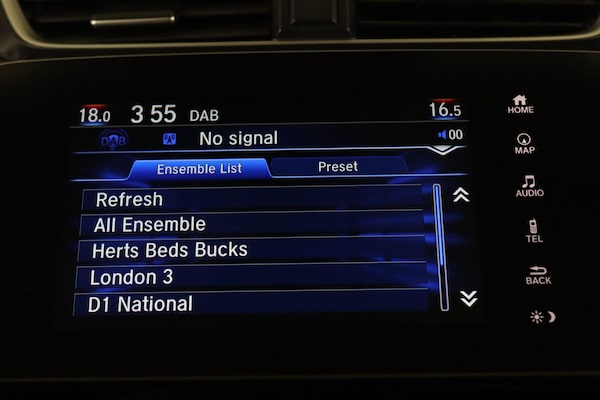 18.0 3 55 DAB 16.5
DAB No signal 00
Ensemble List Preset
Refresh
All Ensemble
Herts Beds Bucks
London 3
D1 National
HOME
MAP
AUDIO
TEL
BACK